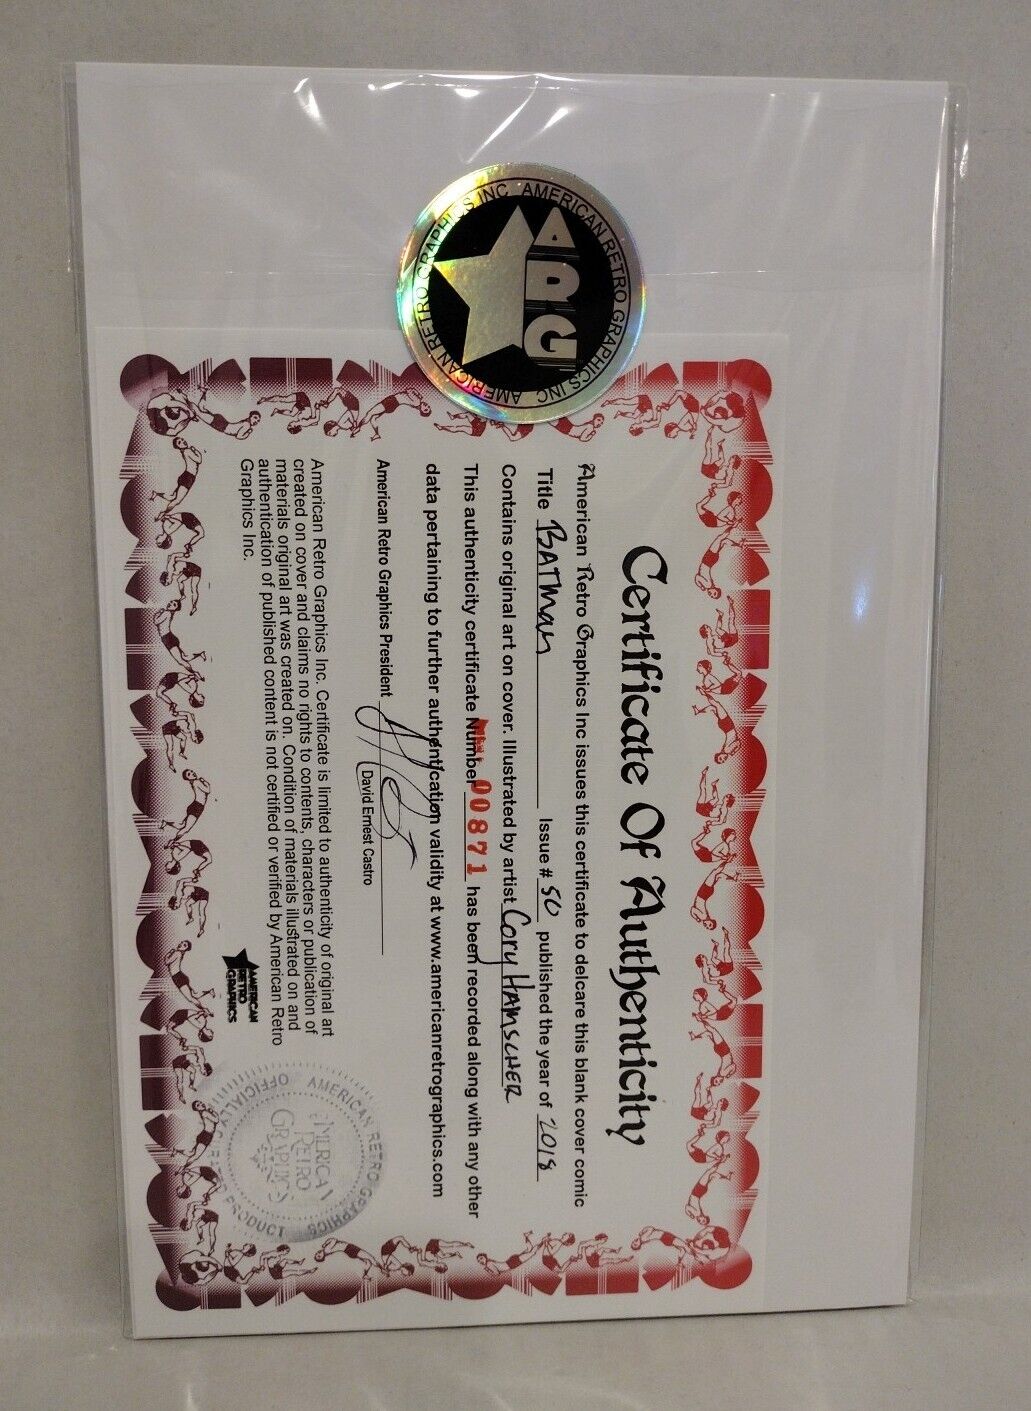 AMERICAN RETRO GRAPHICS INC AMERICAN RETRO GRAPHICS INC
ARG
Certificate Of Authenticity
American Retro Graphics Inc issues this certificate to delcare this blank cover comic
Title BATMAN Issue # 50 published the year of 2018
Contains original art on cover. Illustrated by artist Cory HAMSCHER
This authenticity certificate Number 00871 has been recorded along with any other
data pertaining to further authentication validity at www.americanretrographics.com
American Retro Graphics President
David Ernest Castro
American Retro Graphics Inc. Certificate is limited to authenticity of original art
created on cover and claims no rights to contents, characters or publication of
materials original art was created on. Condition of materials illustrated on and
authentication of published content is not certified or verified by American Retro
Graphics Inc.
AMERICAN
RETRO
GRAPHICS
AMERICAN RETRO GRAPHICS
OFFICIALLY PRODUCT
AMERICAN
RETRO
GRAPHICS